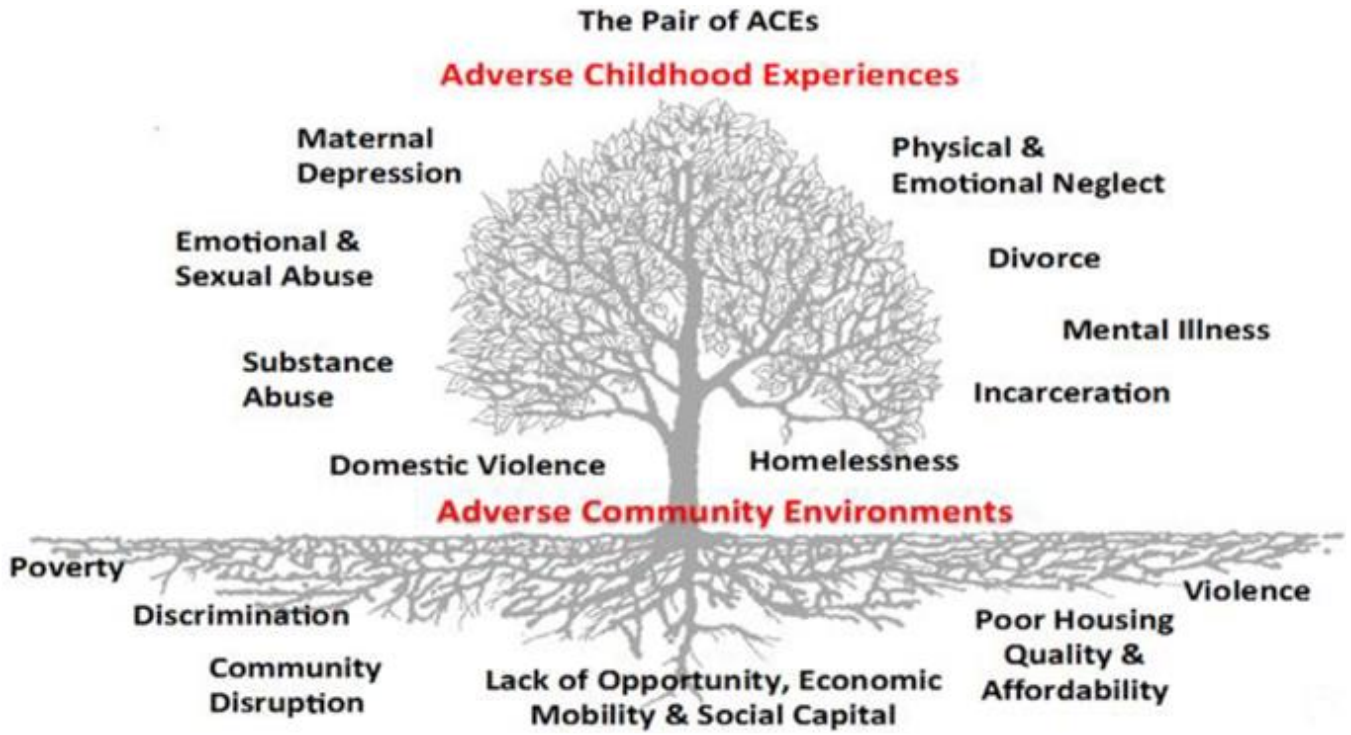 The Pair of ACEs
Adverse Childhood Experiences
Maternal
Depression
Physical &
Emotional Neglect
Emotional &
Sexual Abuse
Divorce
Mental Illness
Substance
Abuse
Incarceration
Domestic Violence
Homelessness
Adverse Community Environments
Poverty
Violence
Discrimination
Poor Housing
Quality &
Affordability
Community
Disruption
Lack of Opportunity, Economic
Mobility & Social Capital